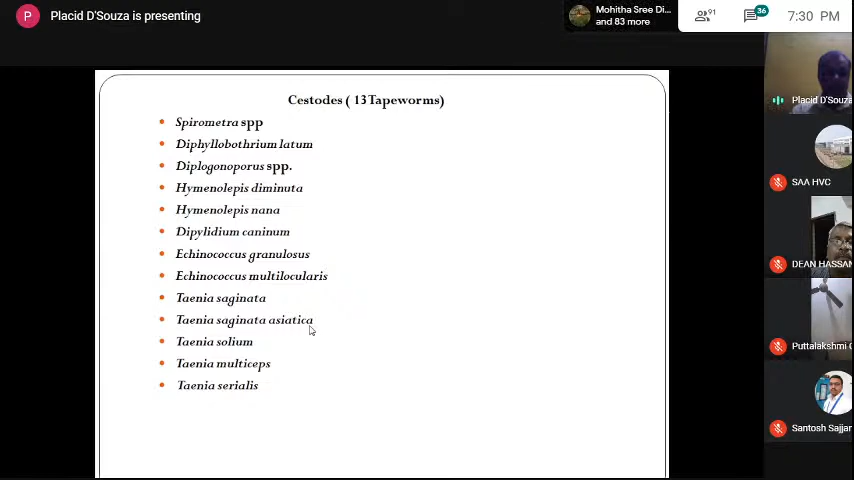 P Placid D'Souza is presenting
Mohitha Sree Di...
and 83 more
91
36
7:30 PM
Cestodes ( 13Tapeworms)
• Spirometra spp
• Diphyllobothrium latum
• Diplogonoporus spp.
• Hymenolepis diminuta
• Hymenolepis nana
• Dipylidium caninum
• Echinococcus granulosus
• Echinococcus multilocularis
• Taenia saginata
• Taenia saginata asiatica
• Taenia solium
• Taenia multiceps
• Taenia serialis
Placid D'Souza
SAA HVC
DEAN HASSAN
Puttalakshmi
Santosh Sajjan